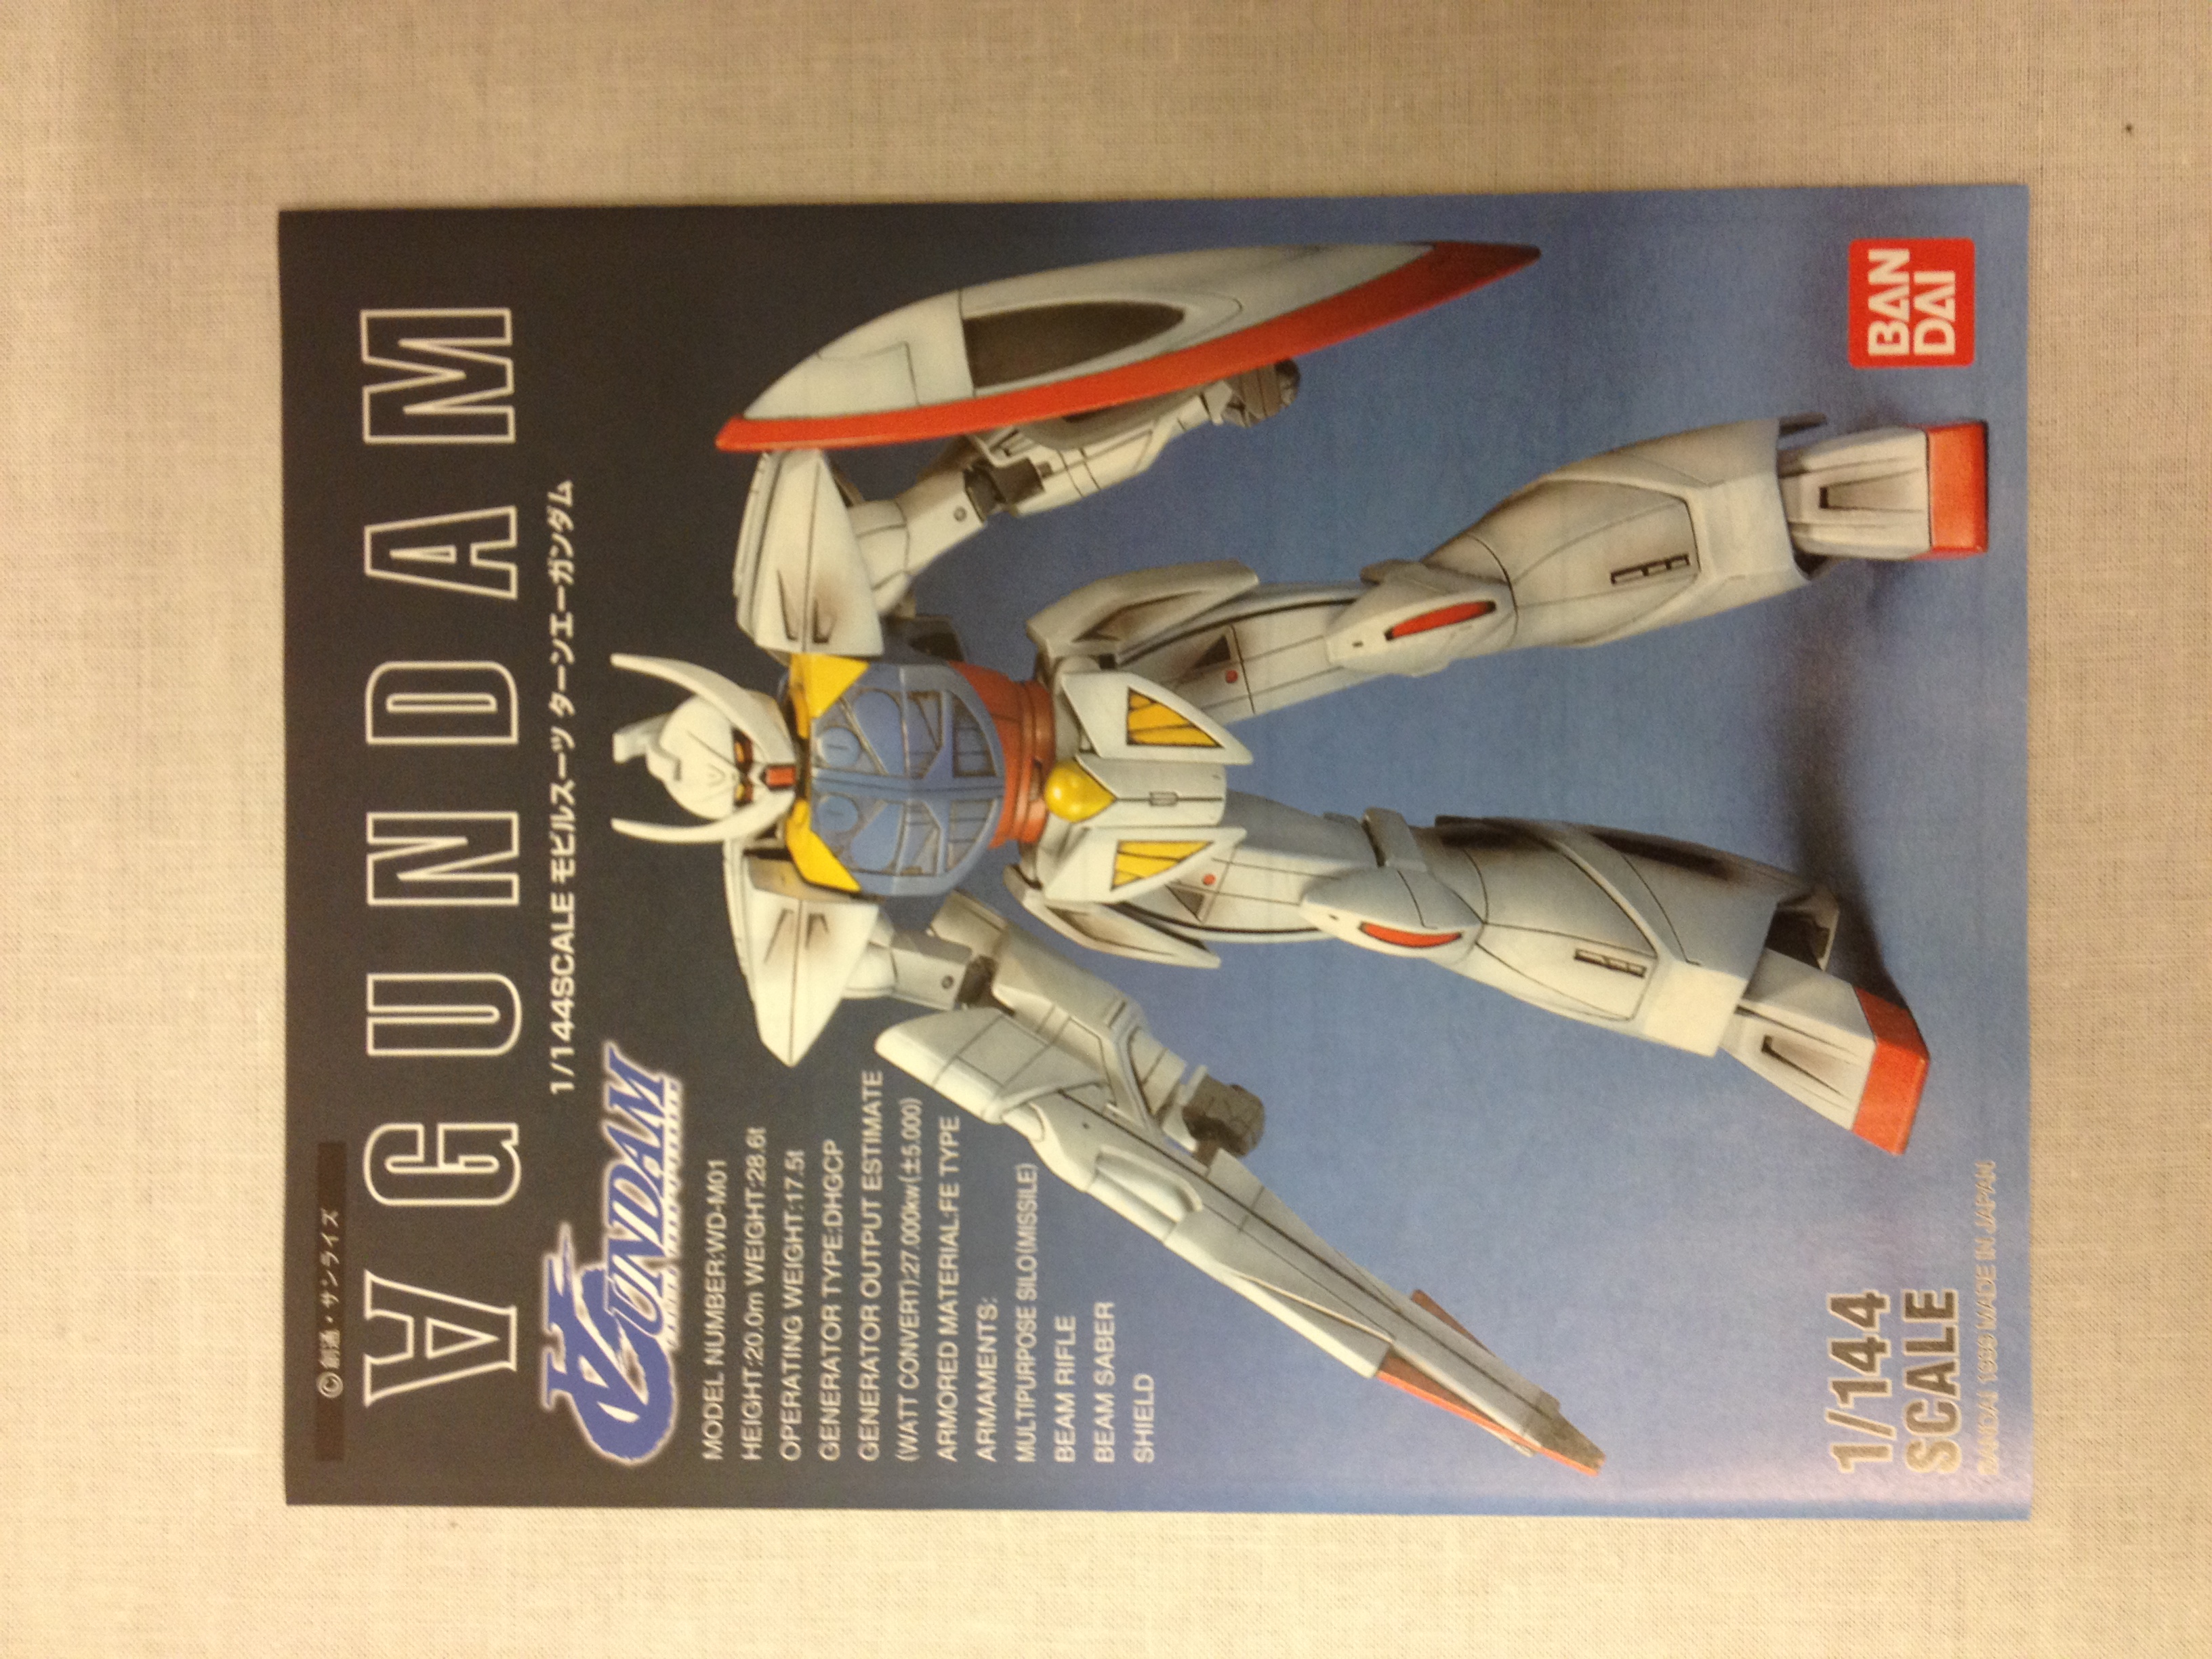 ©創通・サンライズ
∀ GUNDAM
1/144SCALE モビルスーツ ターンエーガンダム
∀GUNDAM
MODEL NUMBER:WD-M01
HEIGHT:20.0m WEIGHT:28.6t
OPERATING WEIGHT:17.5t
GENERATOR TYPE:DHGCP
GENERATOR OUTPUT ESTIMATE
(WATT CONVERT):27.000kw(±5.000)
ARMORED MATERIAL:FE TYPE
ARMAMENTS:
MULTIPURPOSE SILO(MISSILE)
BEAM RIFLE
BEAM SABER
SHIELD
1/144
SCALE
BANDAI 1999 MADE IN JAPAN
BAN
DAI